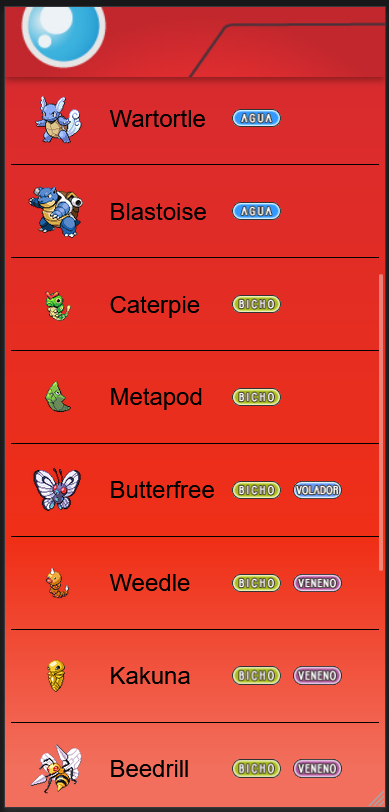 Wartortle AGUA
Blastoise AGUA
Caterpie BICHO
Metapod BICHO
Butterfree BICHO VOLADOR
Weedle BICHO VENENO
Kakuna BICHO VENENO
Beedrill BICHO VENENO